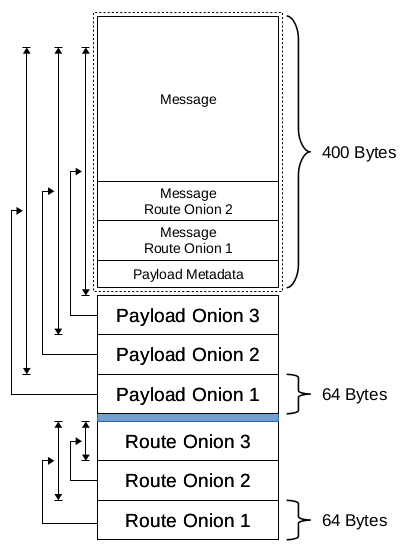 Message
Message
Route Onion 2
Message
Route Onion 1
Payload Metadata
400 Bytes
Payload Onion 3
Payload Onion 2
Payload Onion 1
64 Bytes
Route Onion 3
Route Onion 2
Route Onion 1
64 Bytes